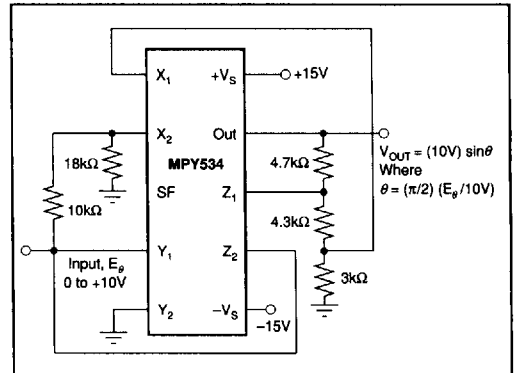 X1
+VS
+15V
X2
Out
VOUT = (10V) sinθ
Where
θ = (π/2) (Eθ/10V)
18kΩ
MPY534
4.7kΩ
SF
Z1
10kΩ
4.3kΩ
Y1
Z2
Input, Eθ
0 to +10V
3kΩ
Y2
−VS
−15V